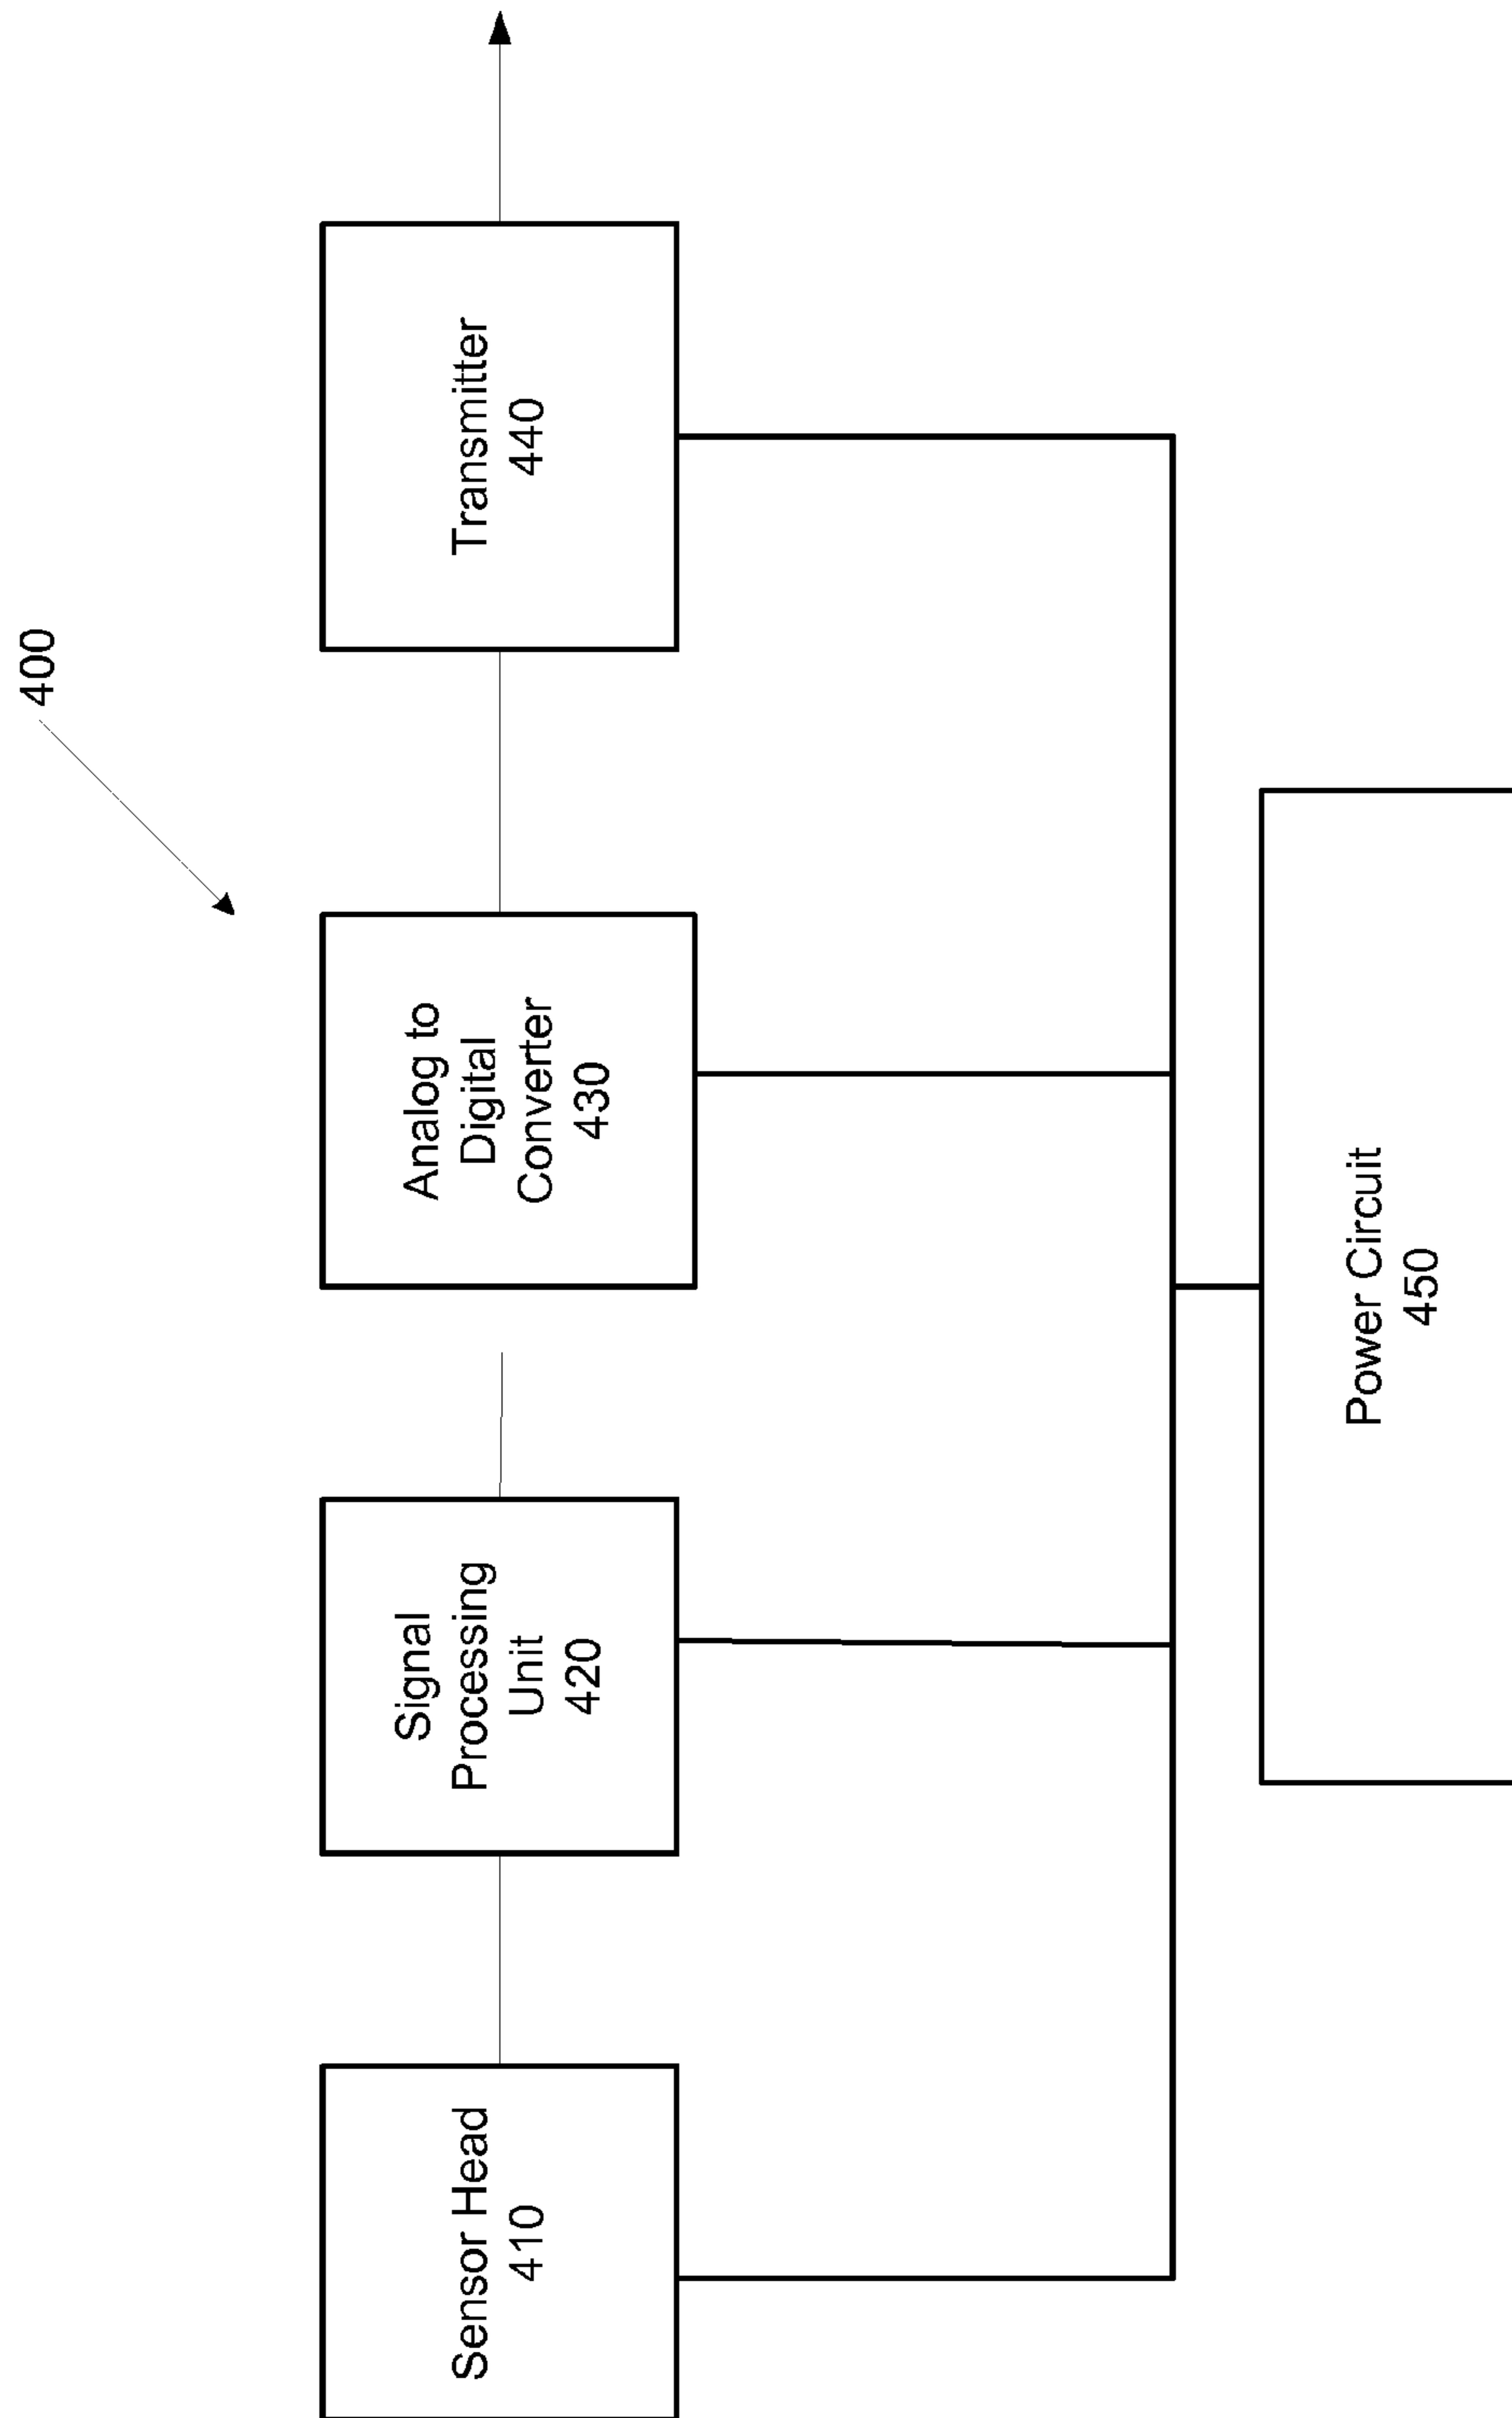 400
Sensor Head
410
Signal
Processing
Unit
420
Analog to
Digital
Converter
430
Transmitter
440
Power Circuit
450